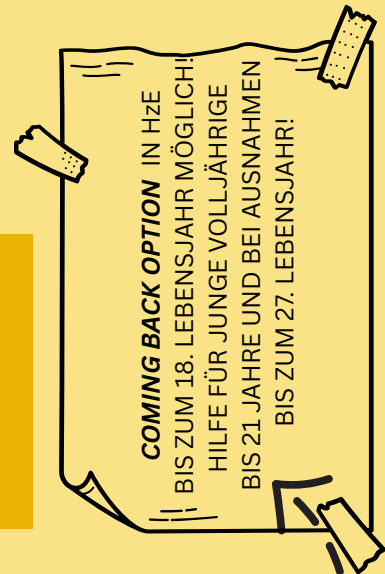 COMING BACK OPTION IN HzE
BIS ZUM 18. LEBENSJAHR MÖGLICH!
HILFE FÜR JUNGE VOLLJÄHRIGE
BIS 21 JAHRE UND BEI AUSNAHMEN
BIS ZUM 27. LEBENSJAHR!